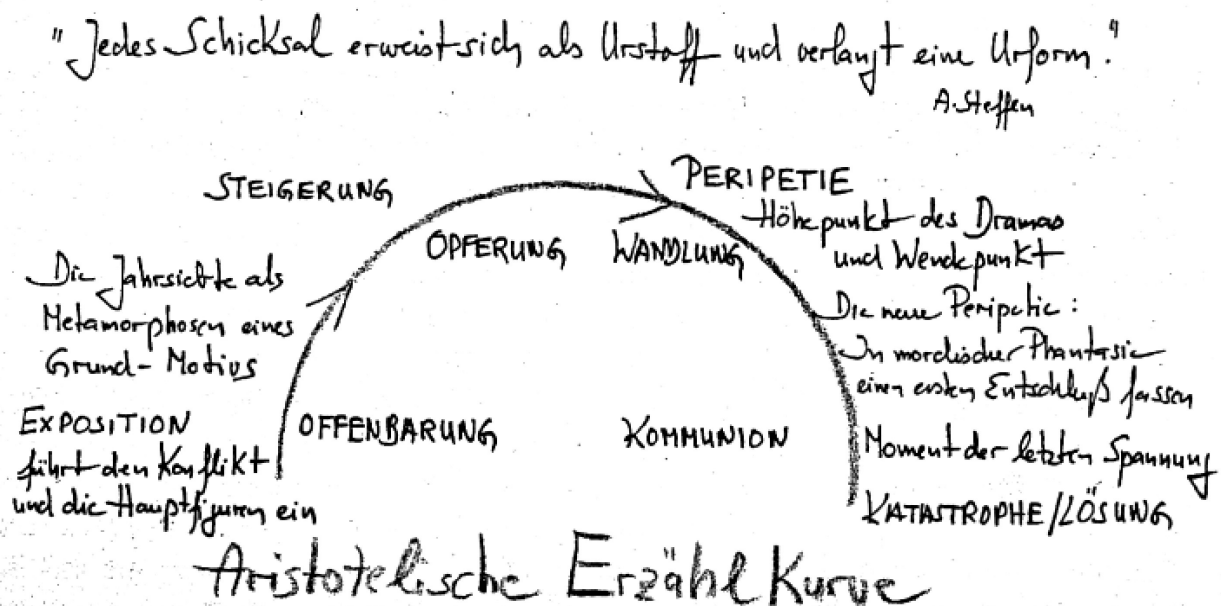 "Jedes Schicksal erweist sich als Urstoff und verlangt eine Urform."
A. Steffen
STEIGERUNG
PERIPETIE
Höhepunkt des Dramas
und Wendepunkt
OPFERUNG
WANDLUNG
Die Jahrsiebte als
Metamorphosen eines
Grund-Motivs
Die neue Peripetie:
In moralischer Phantasie
einen ersten Entschluß fassen
EXPOSITION
führt den Konflikt
und die Hauptfiguren ein
OFFENBARUNG
KOMMUNION
Moment der letzten Spannung
KATASTROPHE/LÖSUNG
Aristotelische Erzähl Kurve